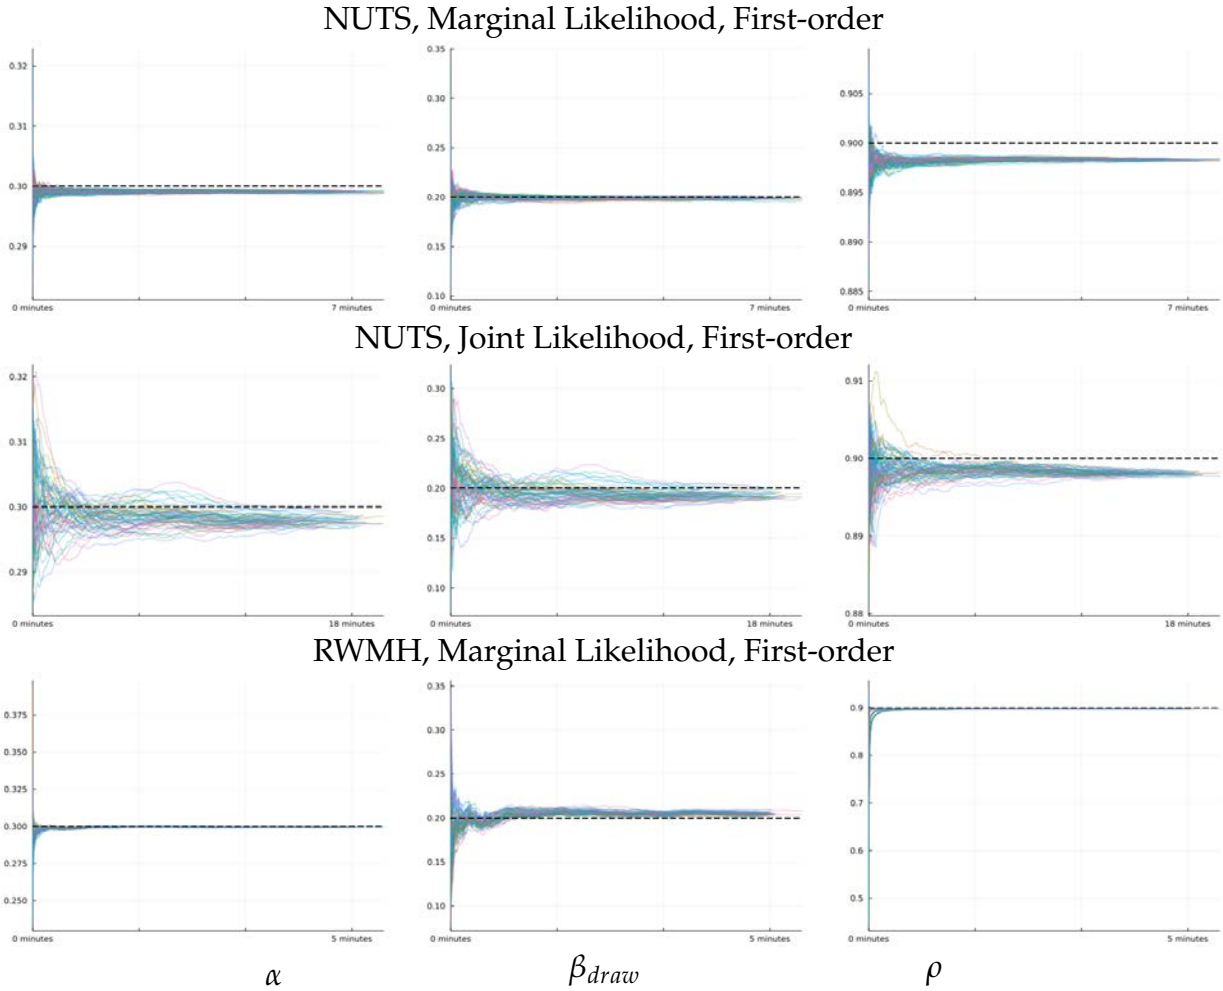 NUTS, Marginal Likelihood, First-order
0.32 0.31 0.30 0.29 0 minutes 7 minutes
0.35 0.30 0.25 0.20 0.15 0.10 0 minutes 7 minutes
0.905 0.900 0.895 0.890 0.885 0 minutes 7 minutes
NUTS, Joint Likelihood, First-order
0.32 0.31 0.30 0.29 0 minutes 18 minutes
0.30 0.25 0.20 0.15 0.10 0 minutes 18 minutes
0.91 0.90 0.89 0.88 0 minutes 18 minutes
RWMH, Marginal Likelihood, First-order
0.375 0.350 0.325 0.300 0.275 0.250 0 minutes 5 minutes
0.35 0.30 0.25 0.20 0.15 0.10 0 minutes 5 minutes
0.9 0.8 0.7 0.6 0.5 0 minutes 5 minutes
α β_draw ρ